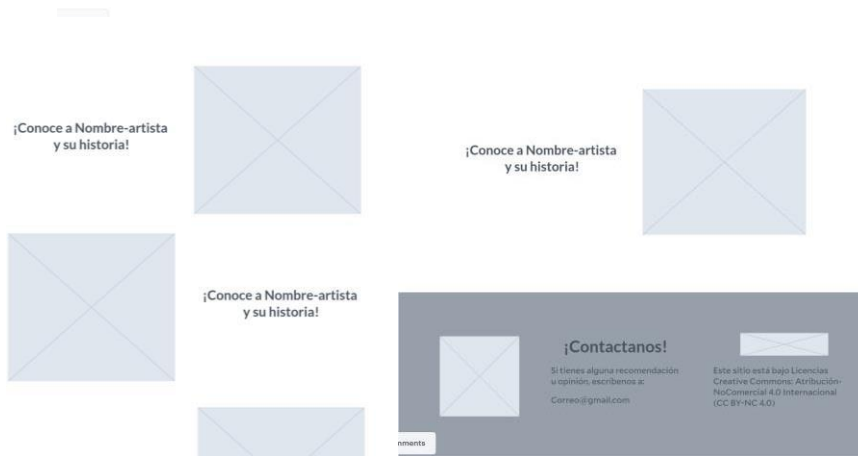 ¡Conoce a Nombre-artista
y su historia!
¡Conoce a Nombre-artista
y su historia!
¡Conoce a Nombre-artista
y su historia!
¡Contactanos!
Si tienes alguna recomendación
u opinión, escribenos a:
Correo@gmail.com
Este sitio está bajo Licencias
Creative Commons: Atribución-
NoComercial 4.0 Internacional
(CC BY-NC 4.0)
nments